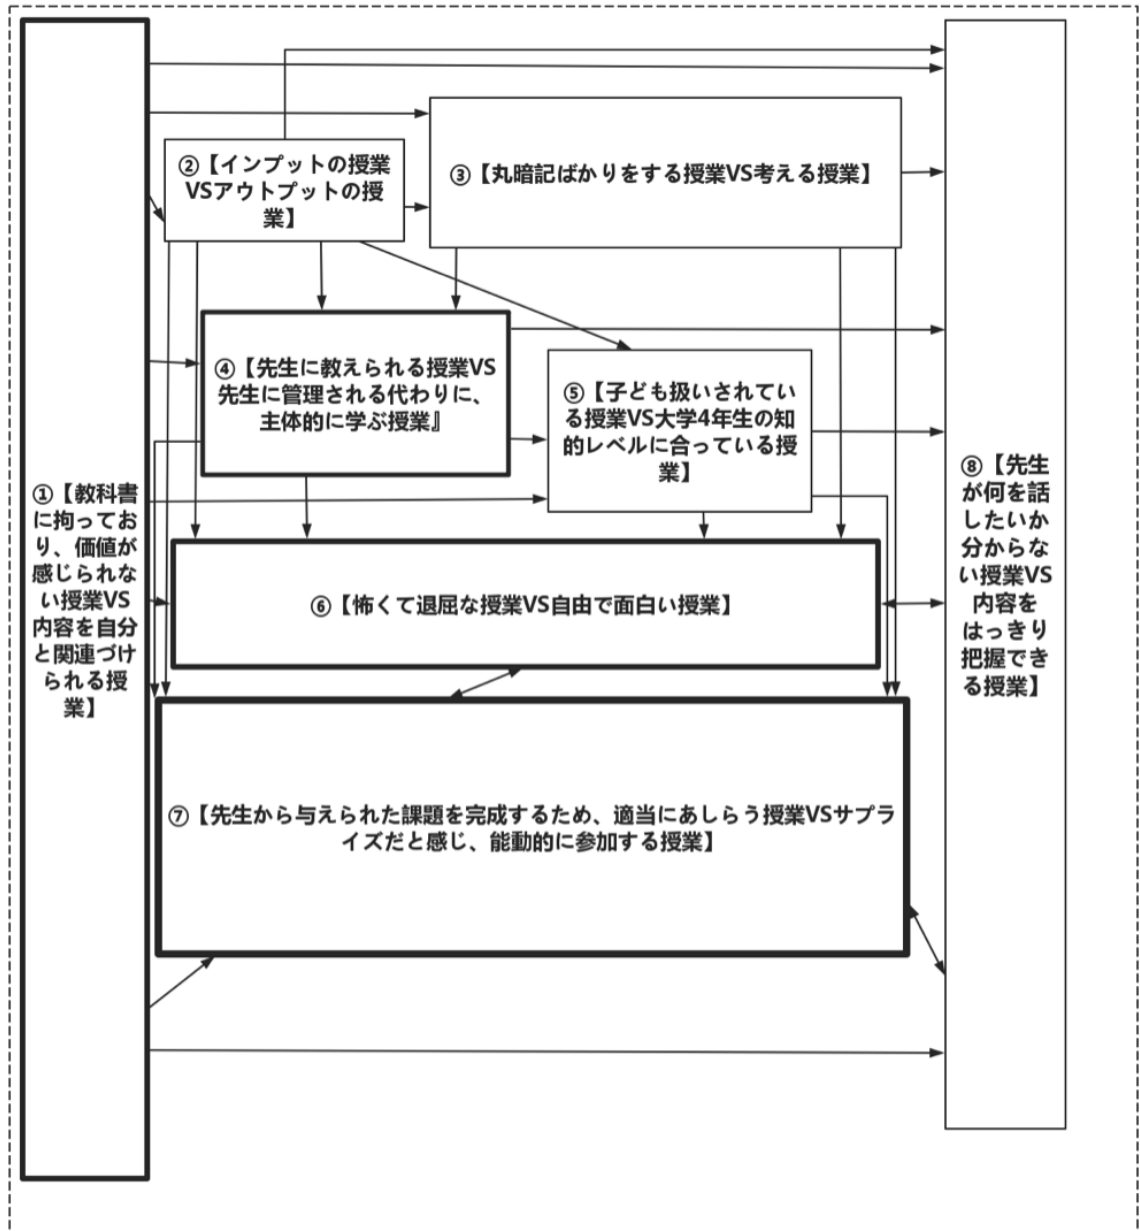 ②【インプットの授業
VSアウトプットの授
業】
③【丸暗記ばかりをする授業VS考える授業】
④【先生に教えられる授業VS
先生に管理される代わりに、
主体的に学ぶ授業』
⑤【子ども扱いされてい
る授業VS大学4年生の知
的レベルに合っている授
業】
①【教科書
に拘ってお
り、価値が
感じられな
い授業VS
内容を自分
と関連づけ
られる授
業】
⑧【先生
が何を話
したいか
分からな
い授業VS
内容を
はっきり
把握でき
る授業】
⑥【怖くて退屈な授業VS自由で面白い授業】
⑦【先生から与えられた課題を完成するため、適当にあしらう授業VSサプラ
イズだと感じ、能動的に参加する授業】